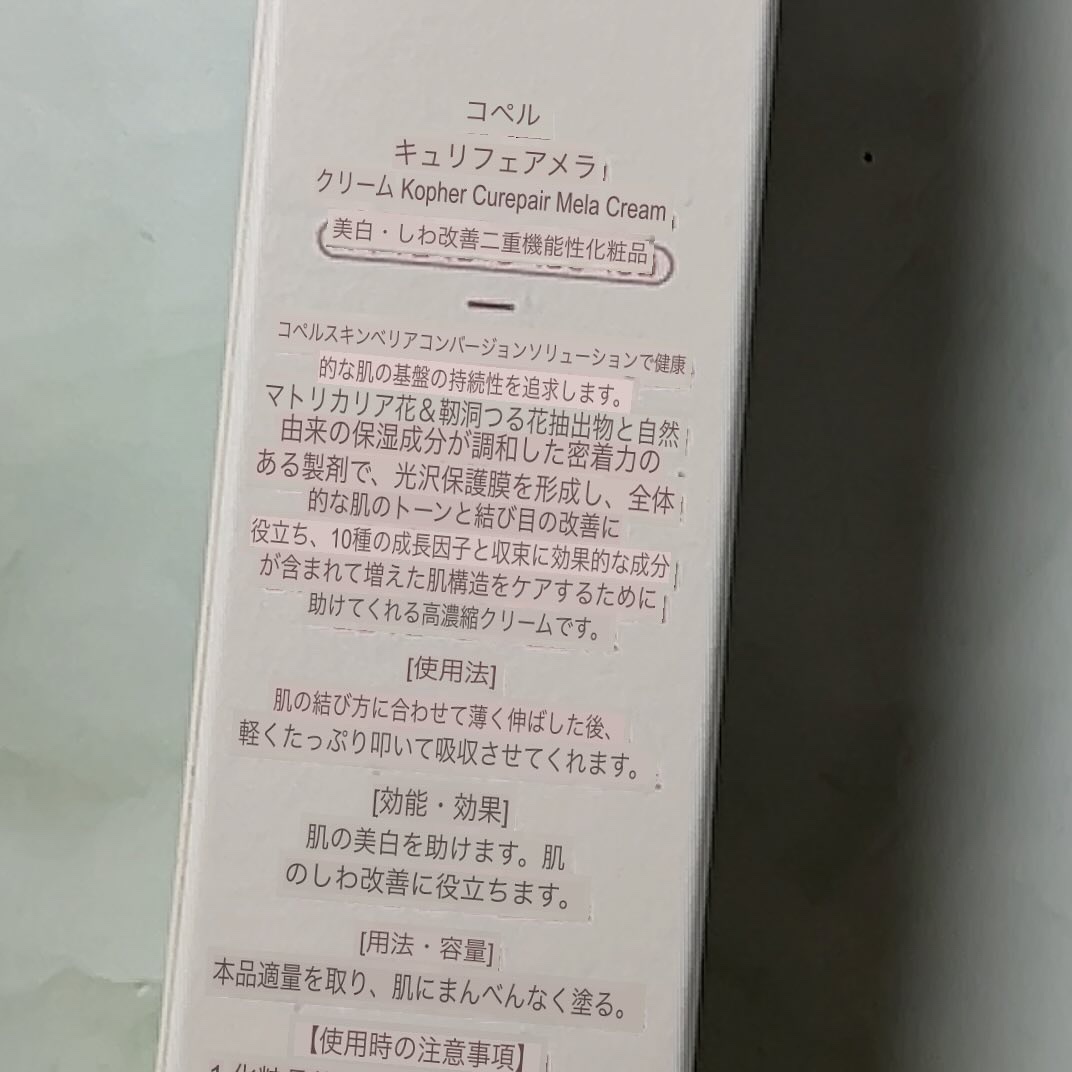 コペル
キュリフェアメラ
クリーム Kopher Curepair Mela Cream
美白・しわ改善二重機能性化粧品
コペルスキンベリアコンバージョンソリューションで健康
的な肌の基盤の持続性を追求します。
マトリカリア花＆靭洞つる花抽出物と自然
由来の保湿成分が調和した密着力の
ある製剤で、光沢保護膜を形成し、全体
的な肌のトーンと結び目の改善に
役立ち、10種の成長因子と収束に効果的な成分
が含まれて増えた肌構造をケアするために
助けてくれる高濃縮クリームです。
[使用法]
肌の結び方に合わせて薄く伸ばした後、
軽くたっぷり叩いて吸収させてくれます。
[効能・効果]
肌の美白を助けます。肌
のしわ改善に役立ちます。
[用法・容量]
本品適量を取り、肌にまんべんなく塗る。
【使用時の注意事項】